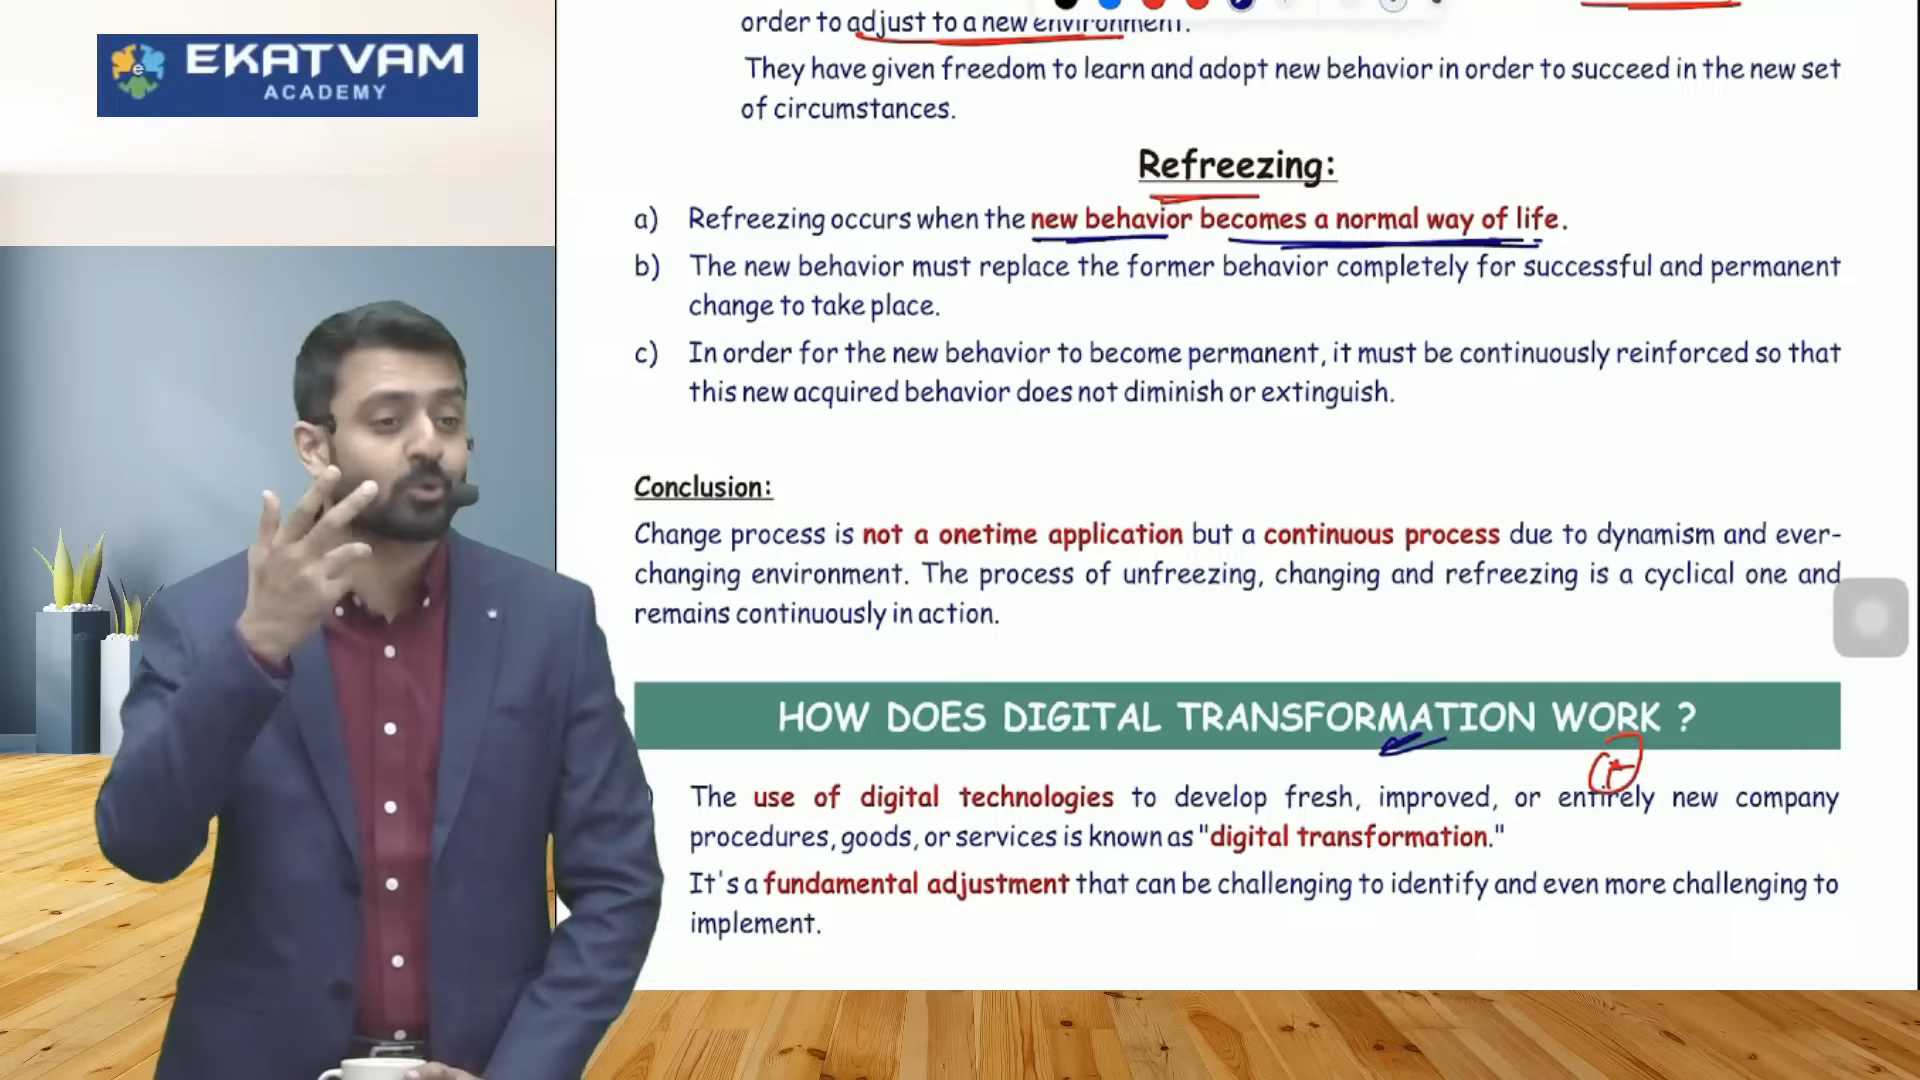 EKATVAM
ACADEMY
order to adjust to a new environment.
They have given freedom to learn and adopt new behavior in order to succeed in the new set
of circumstances.
Refreezing:
a) Refreezing occurs when the new behavior becomes a normal way of life.
b) The new behavior must replace the former behavior completely for successful and permanent
change to take place.
c) In order for the new behavior to become permanent, it must be continuously reinforced so that
this new acquired behavior does not diminish or extinguish.
Conclusion:
Change process is not a onetime application but a continuous process due to dynamism and ever-
changing environment. The process of unfreezing, changing and refreezing is a cyclical one and
remains continuously in action.
HOW DOES DIGITAL TRANSFORMATION WORK ?
The use of digital technologies to develop fresh, improved, or entirely new company
procedures, goods, or services is known as "digital transformation."
It's a fundamental adjustment that can be challenging to identify and even more challenging to
implement.